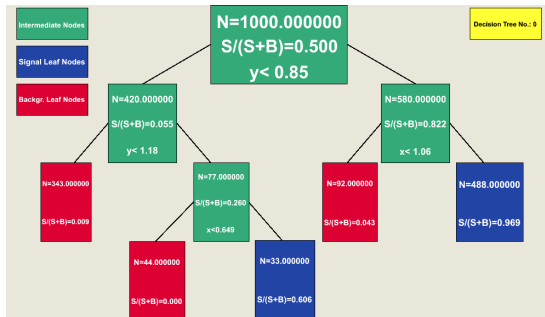 Intermediate Nodes
Signal Leaf Nodes
Backgr. Leaf Nodes
Decision Tree No.: 0
N=1000.000000
S/(S+B)=0.500
y< 0.85
N=420.000000
S/(S+B)=0.055
y< 1.18
N=580.000000
S/(S+B)=0.822
x< 1.06
N=343.000000
S/(S+B)=0.009
N=77.000000
S/(S+B)=0.260
x<0.649
N=92.000000
S/(S+B)=0.043
N=488.000000
S/(S+B)=0.969
N=44.000000
S/(S+B)=0.000
N=33.000000
S/(S+B)=0.606